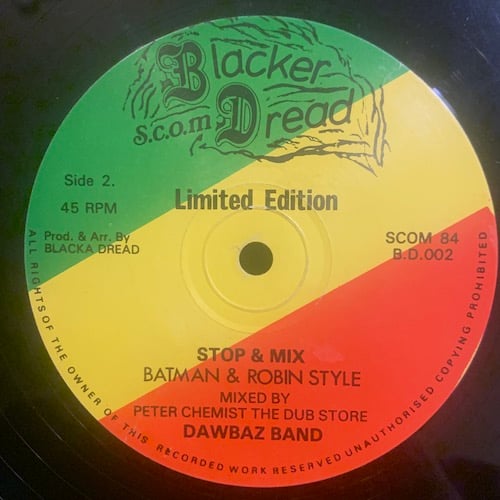 Blacker
s.c.o.m. Dread
Side 2.
Limited Edition
45 RPM
Prod. & Arr. By
BLACKA DREAD
SCOM 84
B.D.002
STOP & MIX
BATMAN & ROBIN STYLE
MIXED BY
PETER CHEMIST THE DUB STORE
DAWBAZ BAND
ALL RIGHTS OF THE OWNER OF THIS RECORDED WORK RESERVED UNAUTHORISED COPYING PROHIBITED